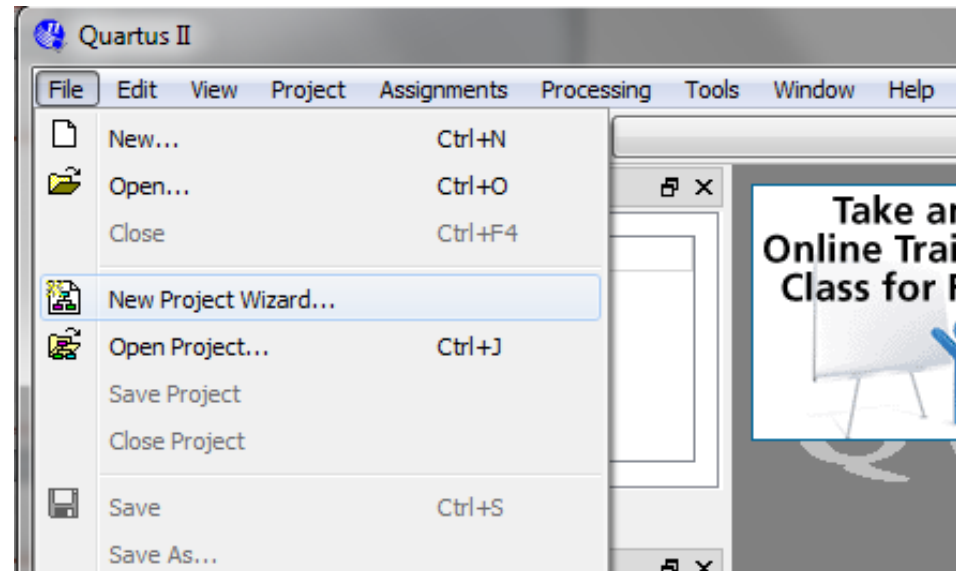 Quartus II
File Edit View Project Assignments Processing Tools Window Help
New... Ctrl+N
Open... Ctrl+O
Close Ctrl+F4
New Project Wizard...
Open Project... Ctrl+J
Save Project
Close Project
Save Ctrl+S
Save As...
Take
Online
Class for